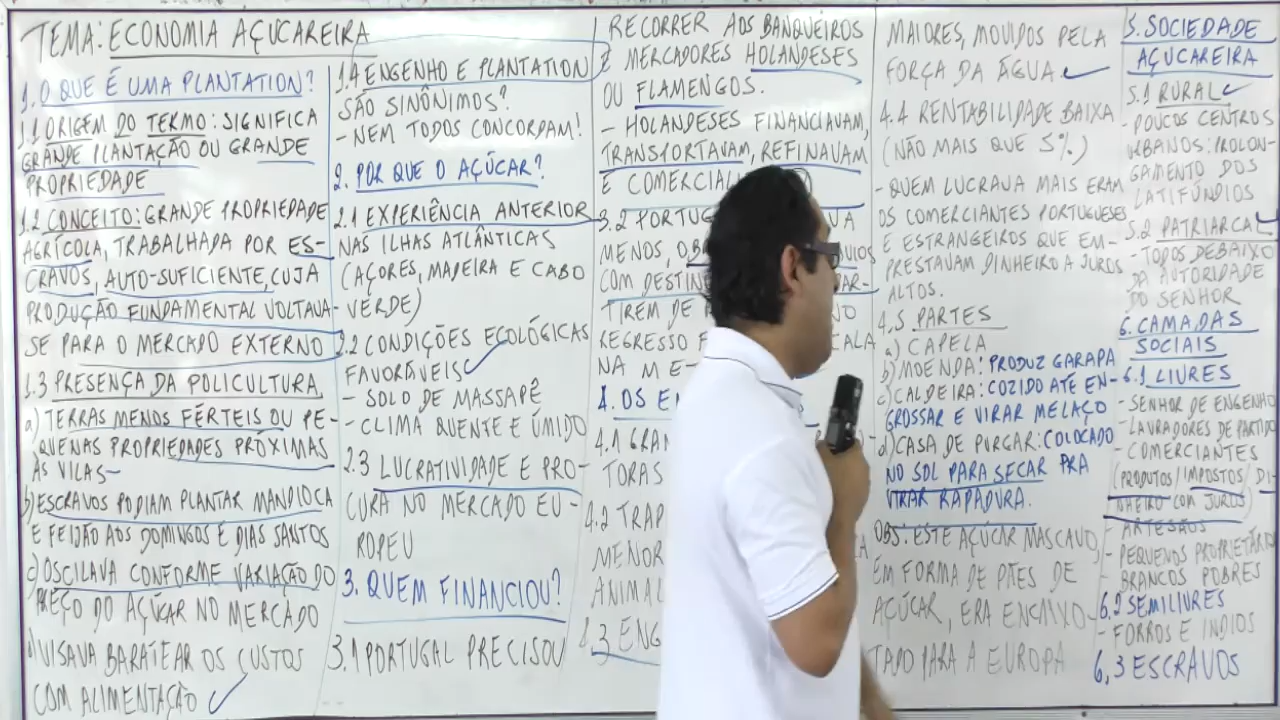 TEMA: ECONOMIA AÇUCAREIRA
1. O QUE É UMA PLANTATION?
1.1 ORIGEM DO TERMO: SIGNIFICA
GRANDE PLANTAÇÃO OU GRANDE
PROPRIEDADE
1.2 CONCEITO: GRANDE PROPRIEDADE
AGRÍCOLA, TRABALHADA POR ES-
CRAVOS, AUTO-SUFICIENTE, CUJA
PRODUÇÃO FUNDAMENTAL VOLTAVA-
SE PARA O MERCADO EXTERNO
1.3 PRESENÇA DA POLICULTURA
a) TERRAS MENOS FÉRTEIS OU PE-
QUENAS PROPRIEDADES PRÓXIMAS
ÀS VILAS
b) ESCRAVOS PODIAM PLANTAR MANDIOCA
E FEIJÃO AOS DOMINGOS E DIAS SANTOS
c) OSCILAVA CONFORME VARIAÇÃO DO
PREÇO DO AÇÚCAR NO MERCADO
d) VISAVA BARATEAR OS CUSTOS
COM ALIMENTAÇÃO
1.4 ENGENHO E PLANTATION
SÃO SINÔNIMOS?
- NEM TODOS CONCORDAM!
2. POR QUE O AÇÚCAR?
2.1 EXPERIÊNCIA ANTERIOR
NAS ILHAS ATLÂNTICAS
(AÇORES, MADEIRA E CABO
VERDE)
2.2 CONDIÇÕES ECOLÓGICAS
FAVORÁVEIS
- SOLO DE MASSAPÊ
- CLIMA QUENTE E ÚMIDO
2.3 LUCRATIVIDADE E PRO-
CURA NO MERCADO EU-
ROPEU
3. QUEM FINANCIOU?
3.1 PORTUGAL PRECISOU
RECORRER AOS BANQUEIROS
E MERCADORES HOLANDESES
OU FLAMENGOS.
- HOLANDESES FINANCIAVAM,
TRANSPORTAVAM, REFINAVAM
E
3.2
MENOS,
COM
TIREM DE NO
REGRESSO
NA ME-
4. OS
4.1
TORAS
4.2
MENOR
4.3
MAIORES, MOVIDOS PELA
FORÇA DA ÁGUA
4.4 RENTABILIDADE BAIXA
(NÃO MAIS QUE 5%)
- QUEM LUCRAVA MAIS ERAM
OS COMERCIANTES PORTUGUESES
E ESTRANGEIROS QUE EM-
PRESTAVAM DINHEIRO A JUROS
ALTOS.
4.5 PARTES
a) CAPELA
b) MOENDA: PRODUZ GARAPA
c) CALDEIRA: COZIDO ATÉ EN-
GROSSAR E VIRAR MELAÇO
d) CASA DE PURGAR: COLOCADO
NO SOL PARA SECAR PRA
VIRAR RAPADURA.
OBS: ESTE AÇÚCAR MASCAVO,
EM FORMA DE PÃES DE
AÇÚCAR, ERA ENCAIXO-
TADO PARA A EUROPA
5. SOCIEDADE
AÇUCAREIRA
5.1 RURAL
- POUCOS CENTROS
URBANOS: PROLON-
GAMENTO DOS
LATIFÚNDIOS
5.2 PATRIARCAL
- TODOS DEBAIXO
DA AUTORIDADE
DO SENHOR
6. CAMADAS
SOCIAIS
6.1 LIVRES
- SENHOR DE ENGENHO
- LAVRADORES DE PARTIDO
- COMERCIANTES
(PRODUTOS / IMPOSTOS / DI-
NHEIRO COM JUROS)
- ARTESÃOS
- PEQUENOS PROPRIETÁRIO
- BRANCOS POBRES
6.2 SEMILIVRES
- FORROS E ÍNDIOS
6.3 ESCRAVOS